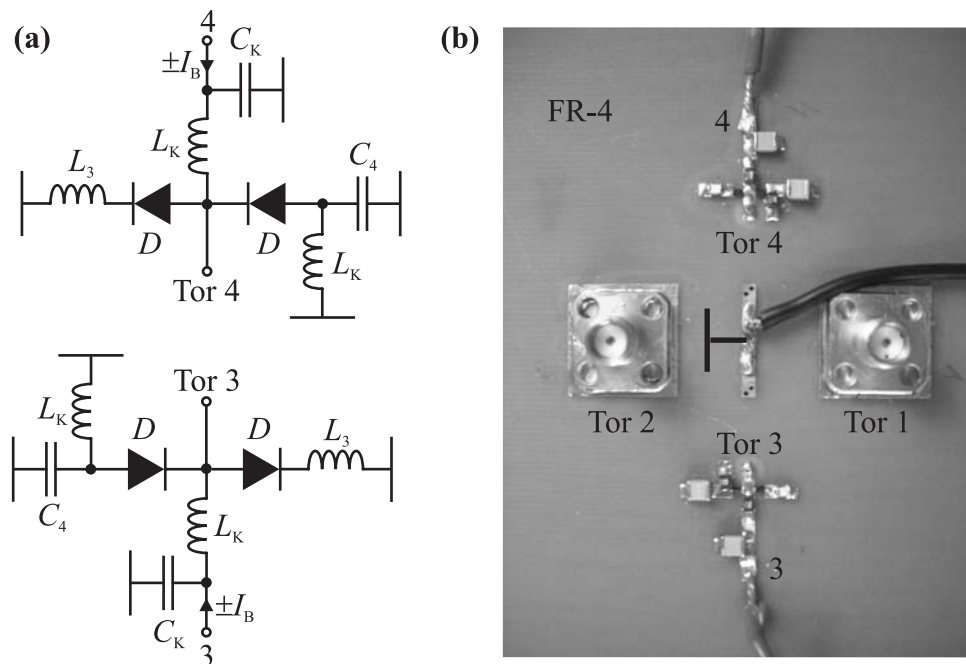 (a)
4
±I_B
C_K
L_K
L_3
C_4
D
D
L_K
Tor 4
Tor 3
L_K
D
D
L_3
C_4
L_K
C_K
±I_B
3
(b)
FR-4
4
Tor 4
Tor 2
Tor 1
Tor 3
3